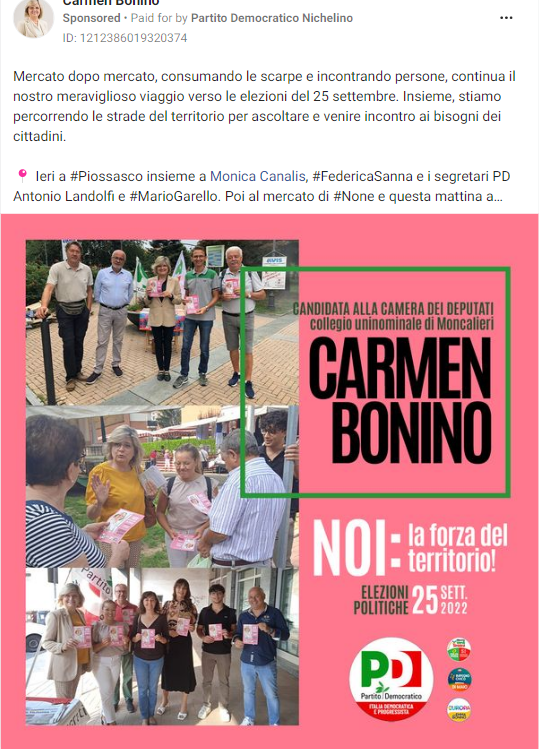 Carmen Bonino
Sponsored • Paid for by Partito Democratico Nichelino
ID: 1212386019320374
Mercato dopo mercato, consumando le scarpe e incontrando persone, continua il
nostro meraviglioso viaggio verso le elezioni del 25 settembre. Insieme, stiamo
percorrendo le strade del territorio per ascoltare e venire incontro ai bisogni dei
cittadini.
📍 Ieri a #Piossasco insieme a Monica Canalis, #FedericaSanna e i segretari PD
Antonio Landolfi e #MarioGarello. Poi al mercato di #None e questa mattina a...
AVIS
CANDIDATA ALLA CAMERA DEI DEPUTATI
collegio uninominale di Moncalieri
CARMEN
BONINO
NOI: la forza del
territorio!
ELEZIONI
POLITICHE 25 SETT.
2022
Partito
PD
Partito Democratico
ITALIA DEMOCRATICA
E PROGRESSISTA